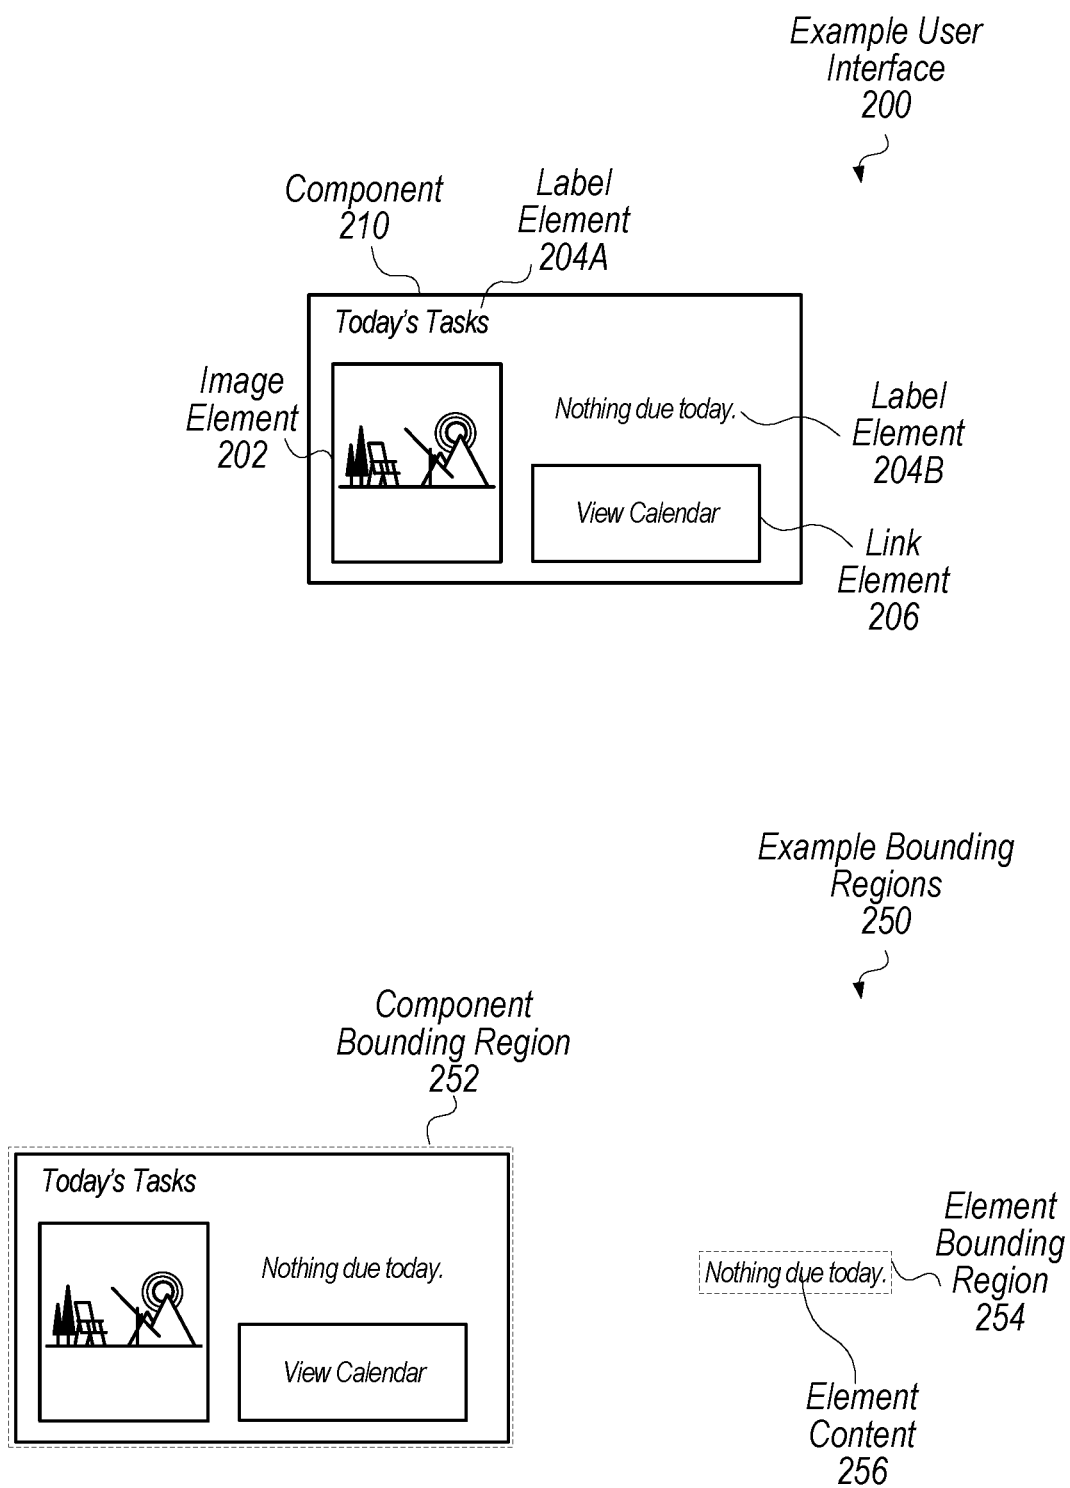 Example User
Interface
200
Component
210
Label
Element
204A
Today's Tasks
Image
Element
202
Nothing due today.
Label
Element
204B
View Calendar
Link
Element
206
Example Bounding
Regions
250
Component
Bounding Region
252
Today's Tasks
Nothing due today.
View Calendar
Element
Bounding
Region
254
Nothing due today.
Element
Content
256